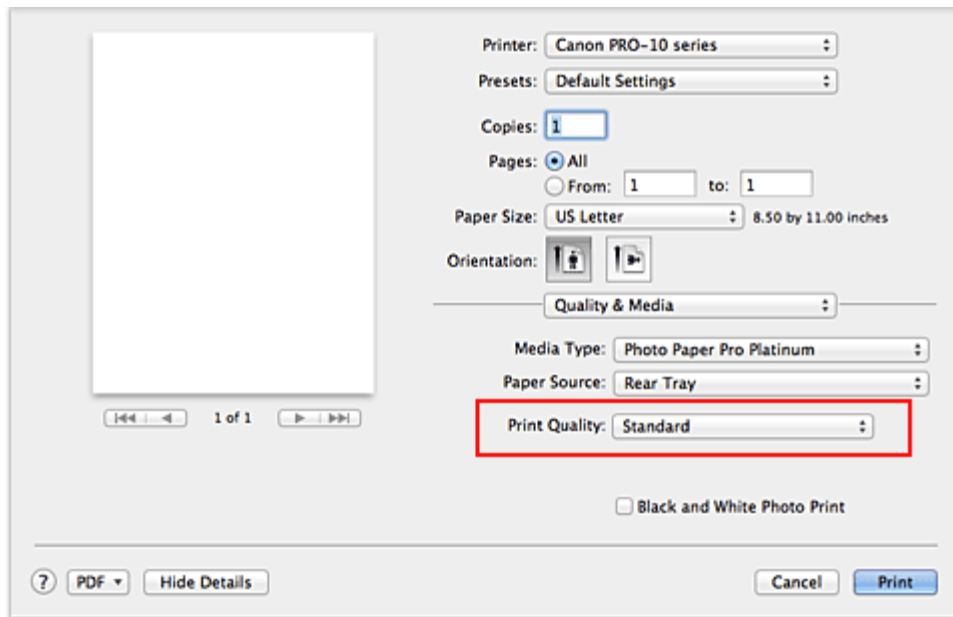 Printer: Canon PRO-10 series
Presets: Default Settings
Copies: 1
Pages: All
From: 1 to: 1
Paper Size: US Letter 8.50 by 11.00 inches
Orientation:
Quality & Media
Media Type: Photo Paper Pro Platinum
Paper Source: Rear Tray
1 of 1
Print Quality: Standard
Black and White Photo Print
? PDF Hide Details Cancel Print